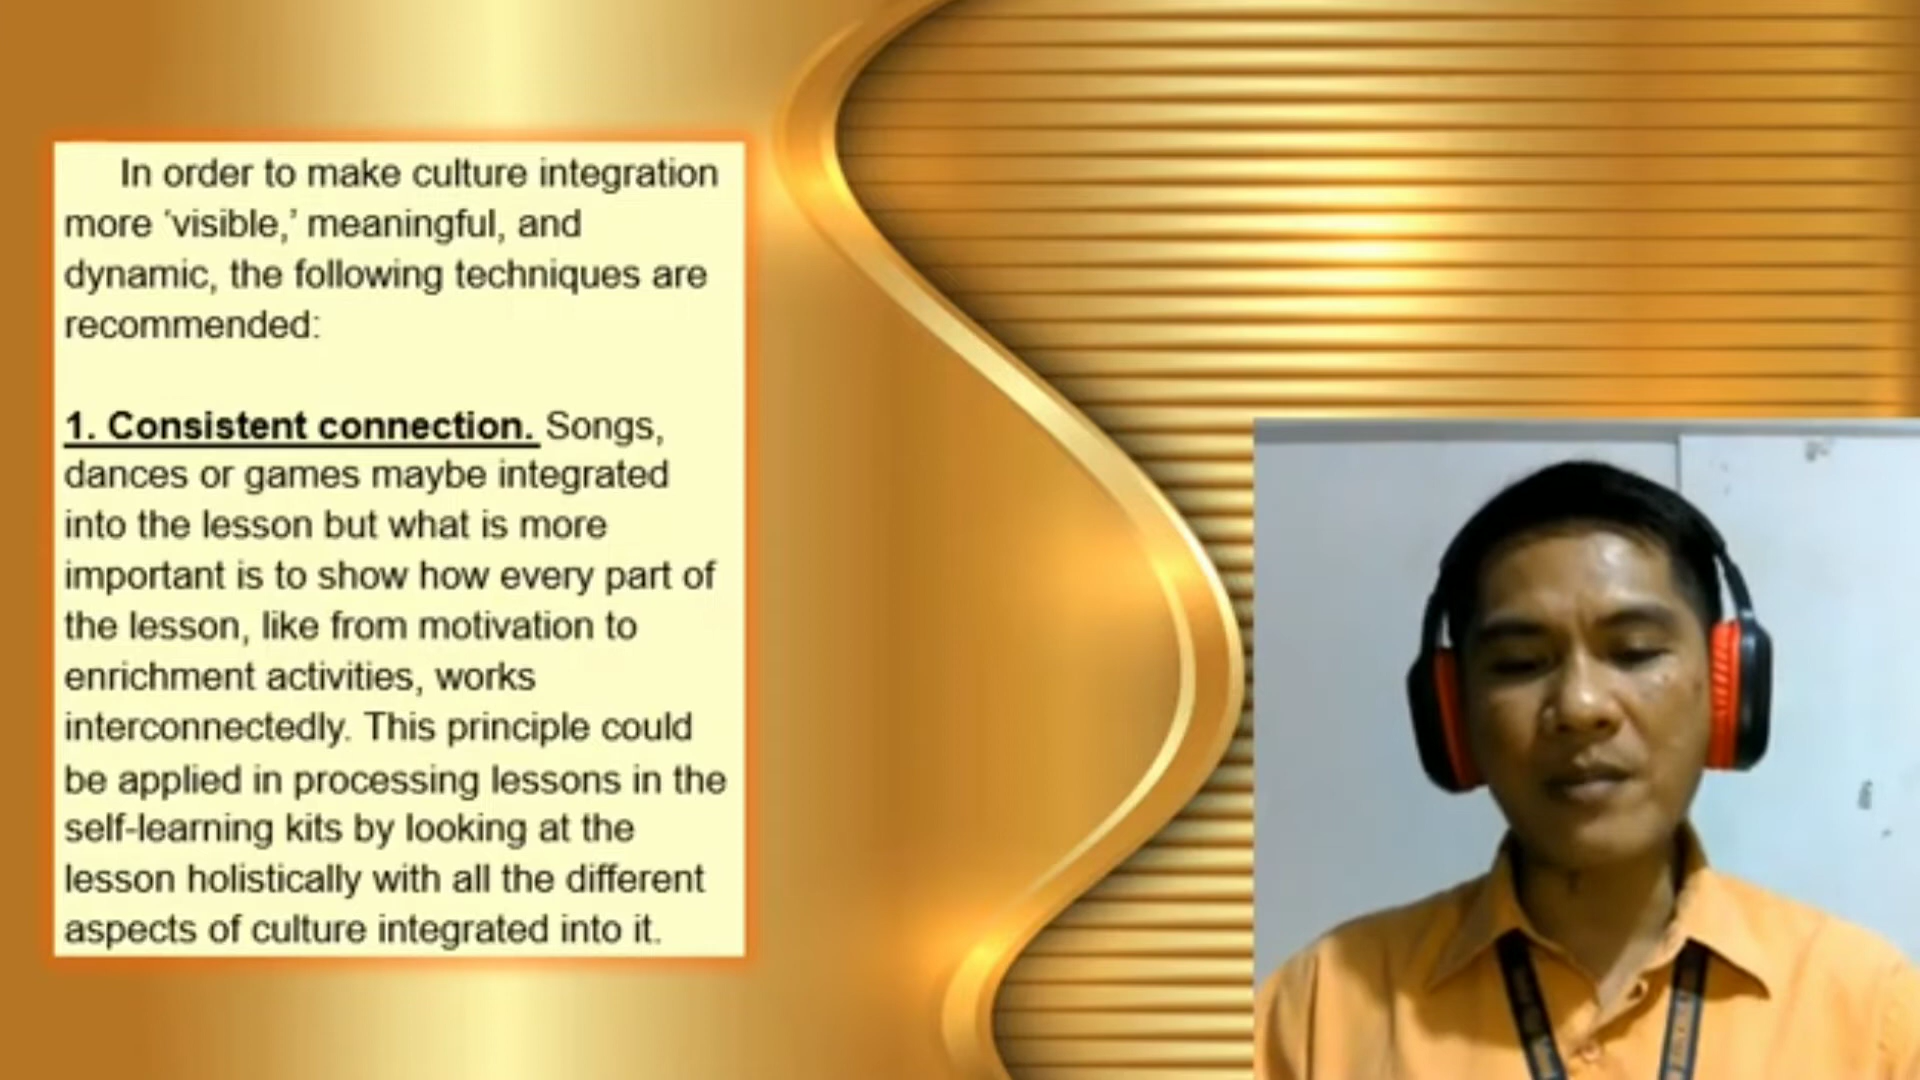 In order to make culture integration
more ‘visible,’ meaningful, and
dynamic, the following techniques are
recommended:
1. Consistent connection. Songs,
dances or games maybe integrated
into the lesson but what is more
important is to show how every part of
the lesson, like from motivation to
enrichment activities, works
interconnectedly. This principle could
be applied in processing lessons in the
self-learning kits by looking at the
lesson holistically with all the different
aspects of culture integrated into it.